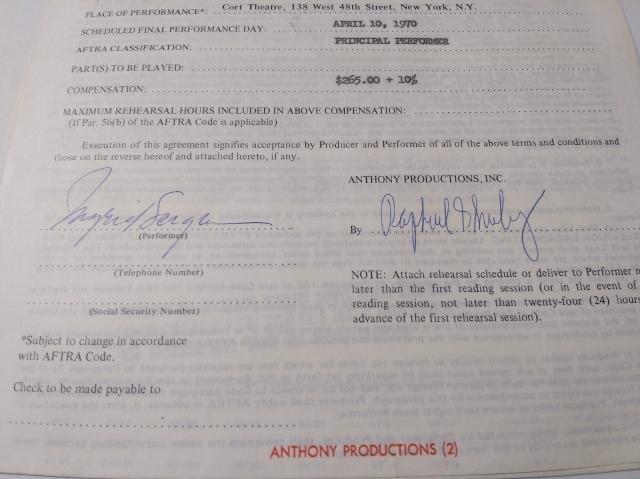 PLACE OF PERFORMANCE*: Cort Theatre, 138 West 48th Street, New York, N.Y.
SCHEDULED FINAL PERFORMANCE DAY: APRIL 10, 1970
AFTRA CLASSIFICATION: PRINCIPAL PERFORMER
PART(S) TO BE PLAYED:
COMPENSATION: $265.00 + 10%
MAXIMUM REHEARSAL HOURS INCLUDED IN ABOVE COMPENSATION:
(If Par. 56(b) of the AFTRA Code is applicable)
Execution of this agreement signifies acceptance by Producer and Performer of all of the above terms and conditions and
those on the reverse hereof and attached hereto, if any.
ANTHONY PRODUCTIONS, INC.
Ingrid Bergman
(Performer)
By
(Telephone Number)
(Social Security Number)
NOTE: Attach rehearsal schedule or deliver to Performer n
later than the first reading session (or in the event of
reading session, not later than twenty-four (24) hours
advance of the first rehearsal session).
*Subject to change in accordance
with AFTRA Code.
Check to be made payable to
ANTHONY PRODUCTIONS (2)